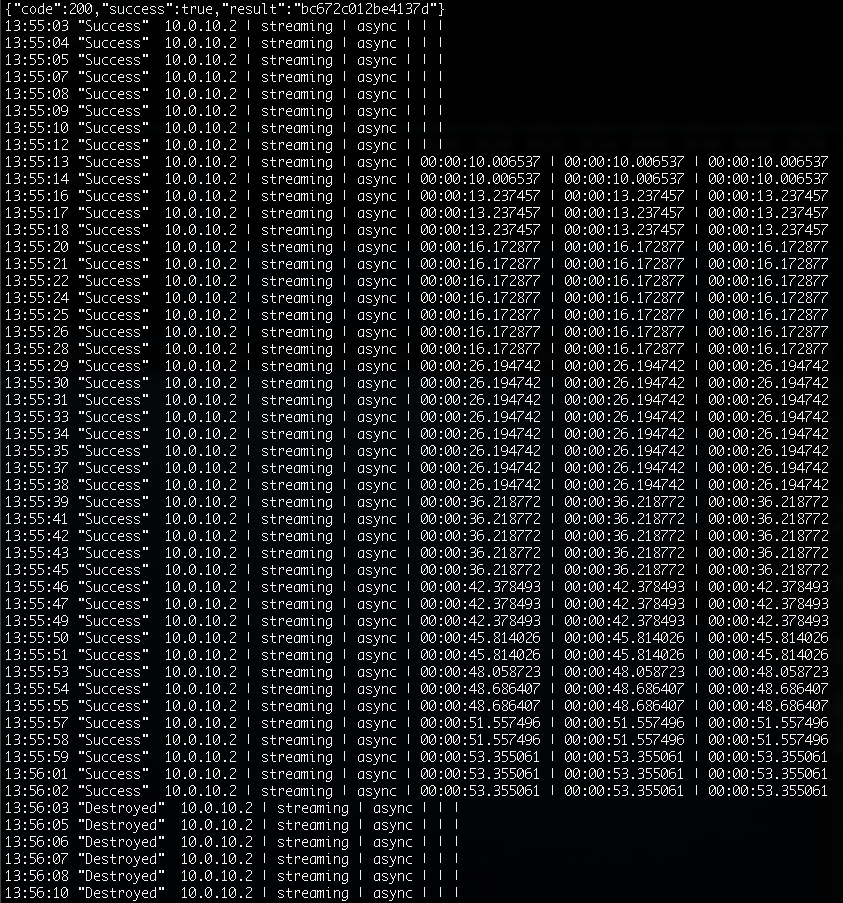 {"code":200,"success":true,"result":"bc672c012be4137d"}
13:55:03 "Success" 10.0.10.2 | streaming | async | | |
13:55:04 "Success" 10.0.10.2 | streaming | async | | |
13:55:05 "Success" 10.0.10.2 | streaming | async | | |
13:55:07 "Success" 10.0.10.2 | streaming | async | | |
13:55:08 "Success" 10.0.10.2 | streaming | async | | |
13:55:09 "Success" 10.0.10.2 | streaming | async | | |
13:55:10 "Success" 10.0.10.2 | streaming | async | | |
13:55:12 "Success" 10.0.10.2 | streaming | async | | |
13:55:13 "Success" 10.0.10.2 | streaming | async | 00:00:10.006537 | 00:00:10.006537 | 00:00:10.006537
13:55:14 "Success" 10.0.10.2 | streaming | async | 00:00:10.006537 | 00:00:10.006537 | 00:00:10.006537
13:55:16 "Success" 10.0.10.2 | streaming | async | 00:00:13.237457 | 00:00:13.237457 | 00:00:13.237457
13:55:17 "Success" 10.0.10.2 | streaming | async | 00:00:13.237457 | 00:00:13.237457 | 00:00:13.237457
13:55:18 "Success" 10.0.10.2 | streaming | async | 00:00:13.237457 | 00:00:13.237457 | 00:00:13.237457
13:55:20 "Success" 10.0.10.2 | streaming | async | 00:00:16.172877 | 00:00:16.172877 | 00:00:16.172877
13:55:21 "Success" 10.0.10.2 | streaming | async | 00:00:16.172877 | 00:00:16.172877 | 00:00:16.172877
13:55:22 "Success" 10.0.10.2 | streaming | async | 00:00:16.172877 | 00:00:16.172877 | 00:00:16.172877
13:55:24 "Success" 10.0.10.2 | streaming | async | 00:00:16.172877 | 00:00:16.172877 | 00:00:16.172877
13:55:25 "Success" 10.0.10.2 | streaming | async | 00:00:16.172877 | 00:00:16.172877 | 00:00:16.172877
13:55:26 "Success" 10.0.10.2 | streaming | async | 00:00:16.172877 | 00:00:16.172877 | 00:00:16.172877
13:55:28 "Success" 10.0.10.2 | streaming | async | 00:00:16.172877 | 00:00:16.172877 | 00:00:16.172877
13:55:29 "Success" 10.0.10.2 | streaming | async | 00:00:26.194742 | 00:00:26.194742 | 00:00:26.194742
13:55:30 "Success" 10.0.10.2 | streaming | async | 00:00:26.194742 | 00:00:26.194742 | 00:00:26.194742
13:55:31 "Success" 10.0.10.2 | streaming | async | 00:00:26.194742 | 00:00:26.194742 | 00:00:26.194742
13:55:33 "Success" 10.0.10.2 | streaming | async | 00:00:26.194742 | 00:00:26.194742 | 00:00:26.194742
13:55:34 "Success" 10.0.10.2 | streaming | async | 00:00:26.194742 | 00:00:26.194742 | 00:00:26.194742
13:55:35 "Success" 10.0.10.2 | streaming | async | 00:00:26.194742 | 00:00:26.194742 | 00:00:26.194742
13:55:37 "Success" 10.0.10.2 | streaming | async | 00:00:26.194742 | 00:00:26.194742 | 00:00:26.194742
13:55:38 "Success" 10.0.10.2 | streaming | async | 00:00:26.194742 | 00:00:26.194742 | 00:00:26.194742
13:55:39 "Success" 10.0.10.2 | streaming | async | 00:00:36.218772 | 00:00:36.218772 | 00:00:36.218772
13:55:41 "Success" 10.0.10.2 | streaming | async | 00:00:36.218772 | 00:00:36.218772 | 00:00:36.218772
13:55:42 "Success" 10.0.10.2 | streaming | async | 00:00:36.218772 | 00:00:36.218772 | 00:00:36.218772
13:55:43 "Success" 10.0.10.2 | streaming | async | 00:00:36.218772 | 00:00:36.218772 | 00:00:36.218772
13:55:45 "Success" 10.0.10.2 | streaming | async | 00:00:36.218772 | 00:00:36.218772 | 00:00:36.218772
13:55:46 "Success" 10.0.10.2 | streaming | async | 00:00:42.378493 | 00:00:42.378493 | 00:00:42.378493
13:55:47 "Success" 10.0.10.2 | streaming | async | 00:00:42.378493 | 00:00:42.378493 | 00:00:42.378493
13:55:49 "Success" 10.0.10.2 | streaming | async | 00:00:42.378493 | 00:00:42.378493 | 00:00:42.378493
13:55:50 "Success" 10.0.10.2 | streaming | async | 00:00:45.814026 | 00:00:45.814026 | 00:00:45.814026
13:55:51 "Success" 10.0.10.2 | streaming | async | 00:00:45.814026 | 00:00:45.814026 | 00:00:45.814026
13:55:53 "Success" 10.0.10.2 | streaming | async | 00:00:48.058723 | 00:00:48.058723 | 00:00:48.058723
13:55:54 "Success" 10.0.10.2 | streaming | async | 00:00:48.686407 | 00:00:48.686407 | 00:00:48.686407
13:55:55 "Success" 10.0.10.2 | streaming | async | 00:00:48.686407 | 00:00:48.686407 | 00:00:48.686407
13:55:57 "Success" 10.0.10.2 | streaming | async | 00:00:51.557496 | 00:00:51.557496 | 00:00:51.557496
13:55:58 "Success" 10.0.10.2 | streaming | async | 00:00:51.557496 | 00:00:51.557496 | 00:00:51.557496
13:55:59 "Success" 10.0.10.2 | streaming | async | 00:00:53.355061 | 00:00:53.355061 | 00:00:53.355061
13:56:01 "Success" 10.0.10.2 | streaming | async | 00:00:53.355061 | 00:00:53.355061 | 00:00:53.355061
13:56:02 "Success" 10.0.10.2 | streaming | async | 00:00:53.355061 | 00:00:53.355061 | 00:00:53.355061
13:56:03 "Destroyed" 10.0.10.2 | streaming | async | | |
13:56:05 "Destroyed" 10.0.10.2 | streaming | async | | |
13:56:06 "Destroyed" 10.0.10.2 | streaming | async | | |
13:56:07 "Destroyed" 10.0.10.2 | streaming | async | | |
13:56:08 "Destroyed" 10.0.10.2 | streaming | async | | |
13:56:10 "Destroyed" 10.0.10.2 | streaming | async | | |